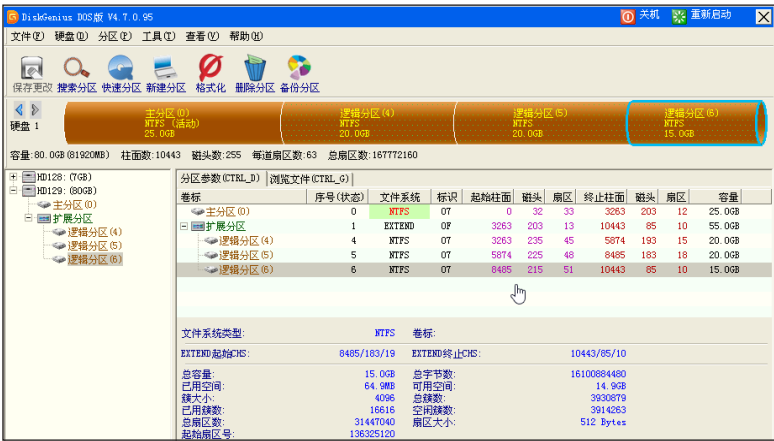 DiskGenius DOS版 V4.7.0.95 关机 重新启动
文件(F) 硬盘(D) 分区(P) 工具(T) 查看(V) 帮助(H)
保存更改 搜索分区 快速分区 新建分区 格式化 删除分区 备份分区
硬盘 1
主分区(0)
NTFS (活动)
25.0GB
逻辑分区(4)
NTFS
20.0GB
逻辑分区(5)
NTFS
20.0GB
逻辑分区(6)
NTFS
15.0GB
容量:80.0GB(81920MB) 柱面数:10443 磁头数:255 每道扇区数:63 总扇区数:167772160
HD128: (7GB)
HD129: (80GB)
主分区(0)
扩展分区
逻辑分区(4)
逻辑分区(5)
逻辑分区(6)
分区参数(CTRL_D) 浏览文件(CTRL_G)
卷标 序号(状态) 文件系统 标识 起始柱面 磁头 扇区 终止柱面 磁头 扇区 容量
主分区(0) 0 NTFS 07 0 32 33 3263 203 12 25.0GB
扩展分区 1 EXTEND 0F 3263 203 13 10443 85 10 55.0GB
逻辑分区(4) 4 NTFS 07 3263 235 45 5874 193 15 20.0GB
逻辑分区(5) 5 NTFS 07 5874 225 48 8485 183 18 20.0GB
逻辑分区(6) 6 NTFS 07 8485 215 51 10443 85 10 15.0GB
文件系统类型: NTFS 卷标:
EXTEND起始CHS: 8485/183/19 EXTEND终止CHS: 10443/85/10
总容量: 15.0GB 总字节数: 16100884480
已用空间: 64.9MB 可用空间: 14.9GB
簇大小: 4096 总簇数: 3930879
已用簇数: 16616 空闲簇数: 3914263
总扇区数: 31447040 扇区大小: 512 Bytes
起始扇区号: 136325120